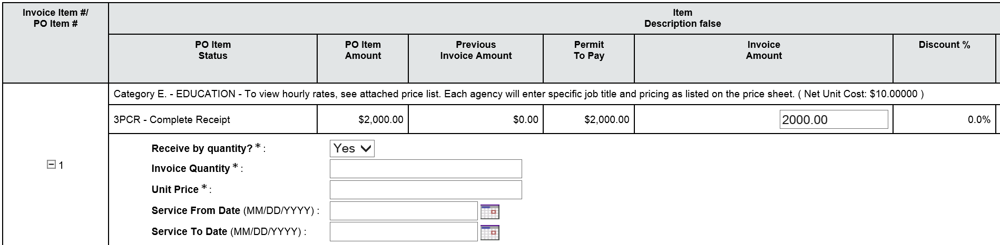 Invoice Item #/
PO Item #
Item
Description false
PO Item
Status
PO Item
Amount
Previous
Invoice Amount
Permit
To Pay
Invoice
Amount
Discount %
Category E. - EDUCATION - To view hourly rates, see attached price list. Each agency will enter specific job title and pricing as listed on the price sheet. ( Net Unit Cost: $10.00000 )
3PCR - Complete Receipt
$2,000.00
$0.00
$2,000.00
2000.00
0.0%
1
Receive by quantity? * :
Yes
Invoice Quantity * :
Unit Price * :
Service From Date (MM/DD/YYYY) :
Service To Date (MM/DD/YYYY) :